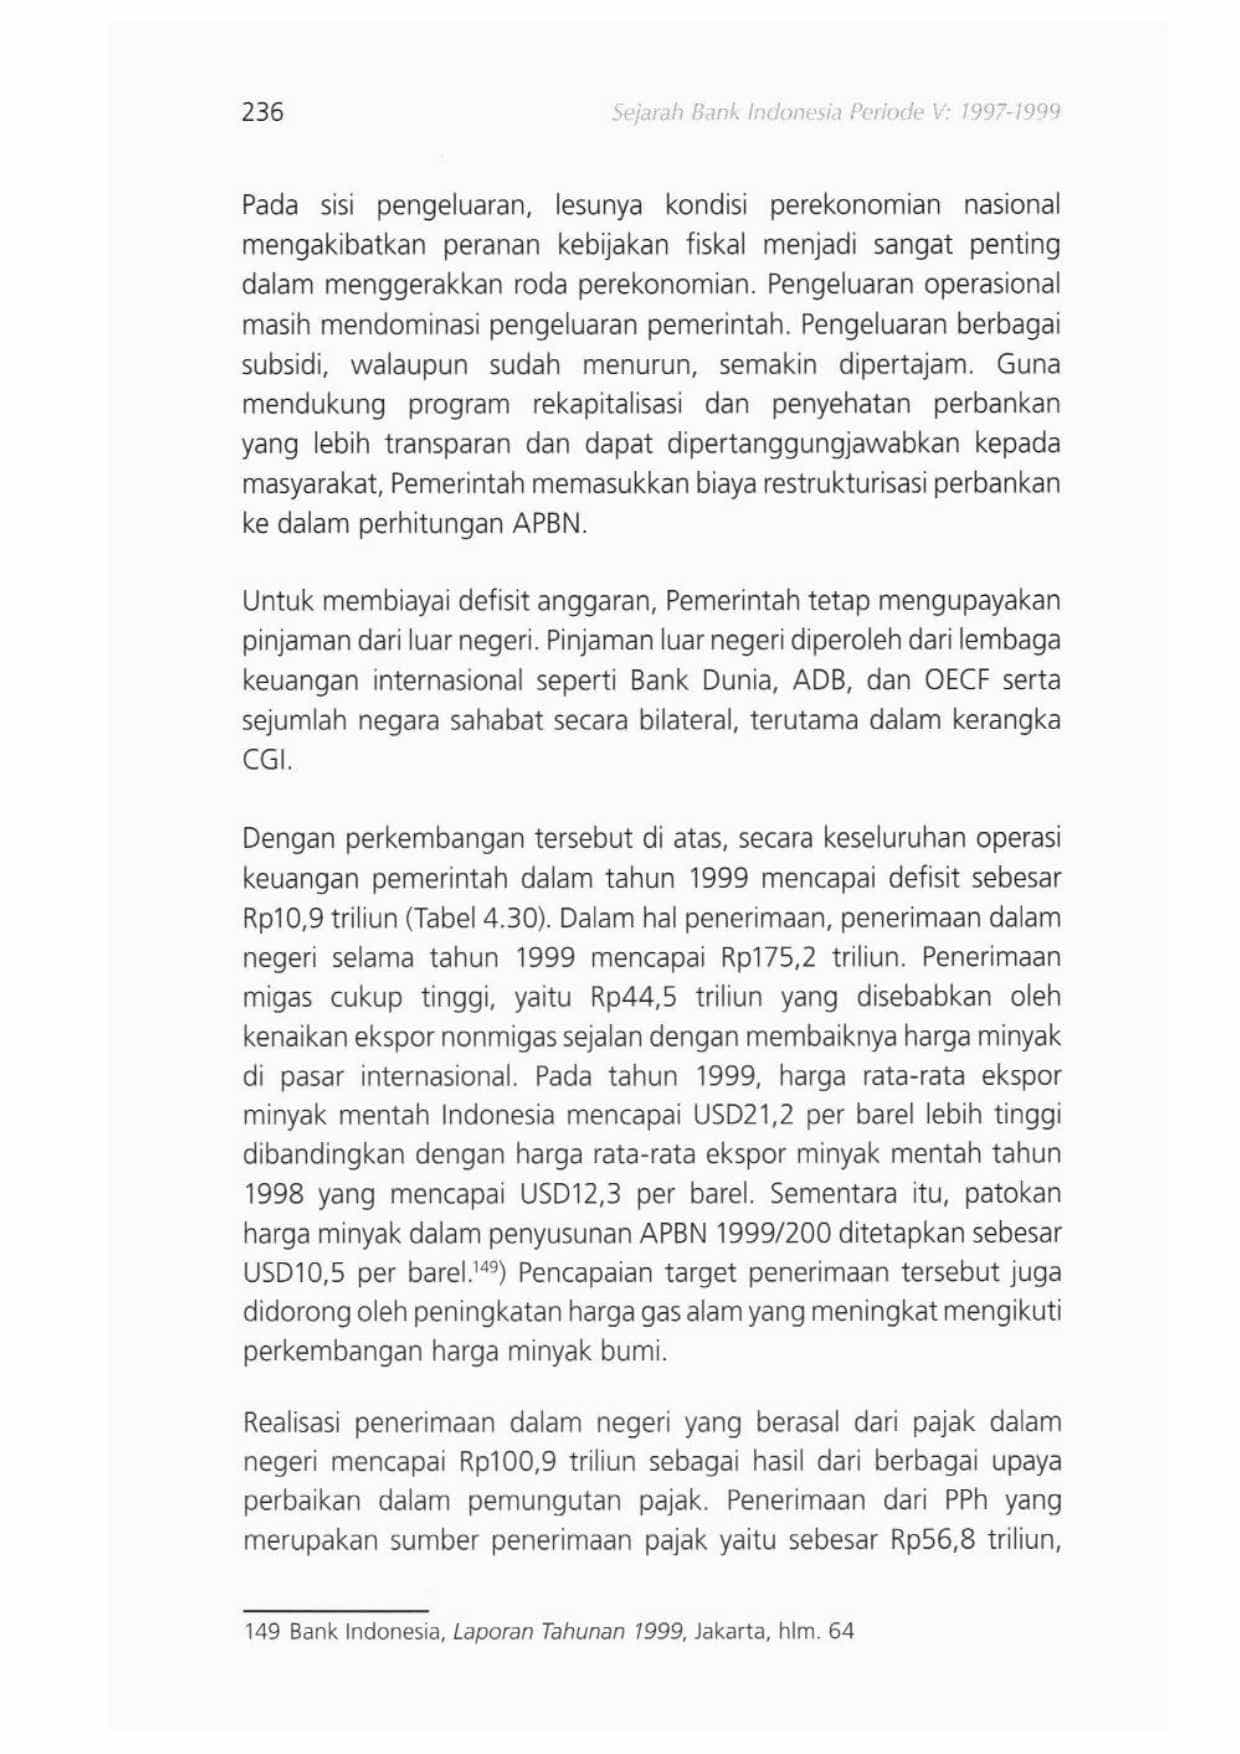 236
Sejarah Bank Indonesia Periode V: 1997-1999
Pada sisi pengeluaran, lesunya kondisi perekonomian nasional
mengakibatkan peranan kebijakan fiskal menjadi sangat penting
dalam menggerakkan roda perekonomian. Pengeluaran operasional
masih mendominasi pengeluaran pemerintah. Pengeluaran berbagai
subsidi, walaupun sudah menurun, semakin dipertajam. Guna
mendukung program rekapitalisasi dan penyehatan perbankan
yang lebih transparan dan dapat dipertanggungjawabkan kepada
masyarakat, Pemerintah memasukkan biaya restrukturisasi perbankan
ke dalam perhitungan APBN.
Untuk membiayai defisit anggaran, Pemerintah tetap mengupayakan
pinjaman dari luar negeri. Pinjaman luar negeri diperoleh dari lembaga
keuangan internasional seperti Bank Dunia, ADB, dan OECF serta
sejumlah negara sahabat secara bilateral, terutama dalam kerangka
CGI.
Dengan perkembangan tersebut di atas, secara keseluruhan operasi
keuangan pemerintah dalam tahun 1999 mencapai defisit sebesar
Rp10,9 triliun (Tabel 4.30). Dalam hal penerimaan, penerimaan dalam
negeri selama tahun 1999 mencapai Rp175,2 triliun. Penerimaan
migas cukup tinggi, yaitu Rp44,5 triliun yang disebabkan oleh
kenaikan ekspor nonmigas sejalan dengan membaiknya harga minyak
di pasar internasional. Pada tahun 1999, harga rata-rata ekspor
minyak mentah Indonesia mencapai USD21,2 per barel lebih tinggi
dibandingkan dengan harga rata-rata ekspor minyak mentah tahun
1998 yang mencapai USD12,3 per barel. Sementara itu, patokan
harga minyak dalam penyusunan APBN 1999/200 ditetapkan sebesar
USD10,5 per barel.¹⁴⁹) Pencapaian target penerimaan tersebut juga
didorong oleh peningkatan harga gas alam yang meningkat mengikuti
perkembangan harga minyak bumi.
Realisasi penerimaan dalam negeri yang berasal dari pajak dalam
negeri mencapai Rp100,9 triliun sebagai hasil dari berbagai upaya
perbaikan dalam pemungutan pajak. Penerimaan dari PPh yang
merupakan sumber penerimaan pajak yaitu sebesar Rp56,8 triliun,
149 Bank Indonesia, Laporan Tahunan 1999, Jakarta, hlm. 64